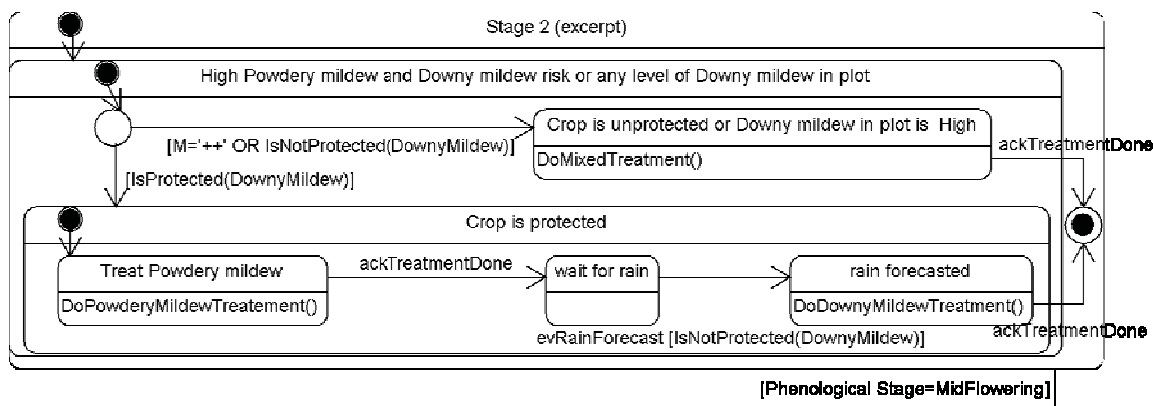 Stage 2 (excerpt)
High Powdery mildew and Downy mildew risk or any level of Downy mildew in plot
Crop is unprotected or Downy mildew in plot is High
[M='++' OR IsNotProtected(DownyMildew)]
DoMixedTreatment()
ackTreatmentDone
[IsProtected(DownyMildew)]
Crop is protected
Treat Powdery mildew
ackTreatmentDone
wait for rain
rain forecasted
DoPowderyMildewTreatement()
DoDownyMildewTreatment()
evRainForecast [IsNotProtected(DownyMildew)]
ackTreatmentDone
[Phenological Stage=MidFlowering]